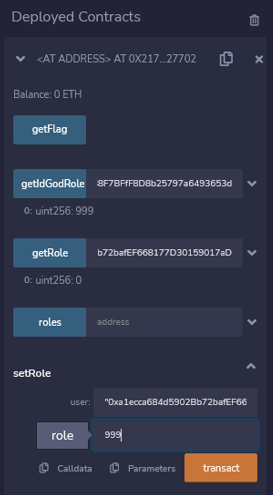 Deployed Contracts
<AT ADDRESS> AT 0X217...27702
Balance: 0 ETH
getFlag
getIdGodRole 8F7BFfF8D8b25797a6493653d
0: uint256: 999
getRole b72bafEF668177D30159017aD
0: uint256: 0
roles address
setRole
user: "0xa1ecca684d5902Bb72bafEF66
role 999
Calldata Parameters transact